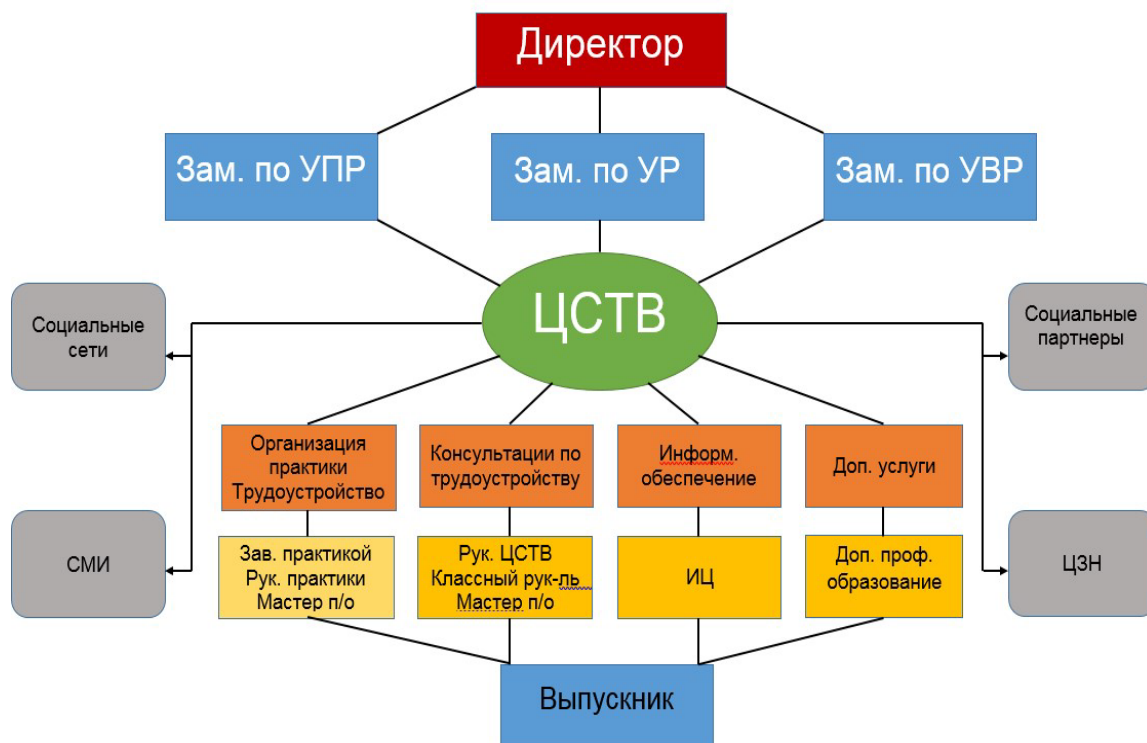 Директор
Зам. по УПР
Зам. по УР
Зам. по УВР
ЦСТВ
Социальные
сети
Социальные
партнеры
Организация
практики
Трудоустройство
Консультации по
трудоустройству
Информ.
обеспечение
Доп. услуги
СМИ
Зав. практикой
Рук. практики
Мастер п/о
Рук. ЦСТВ
Классный рук-ль
Мастер п/о
ИЦ
Доп. проф.
образование
ЦЗН
Выпускник